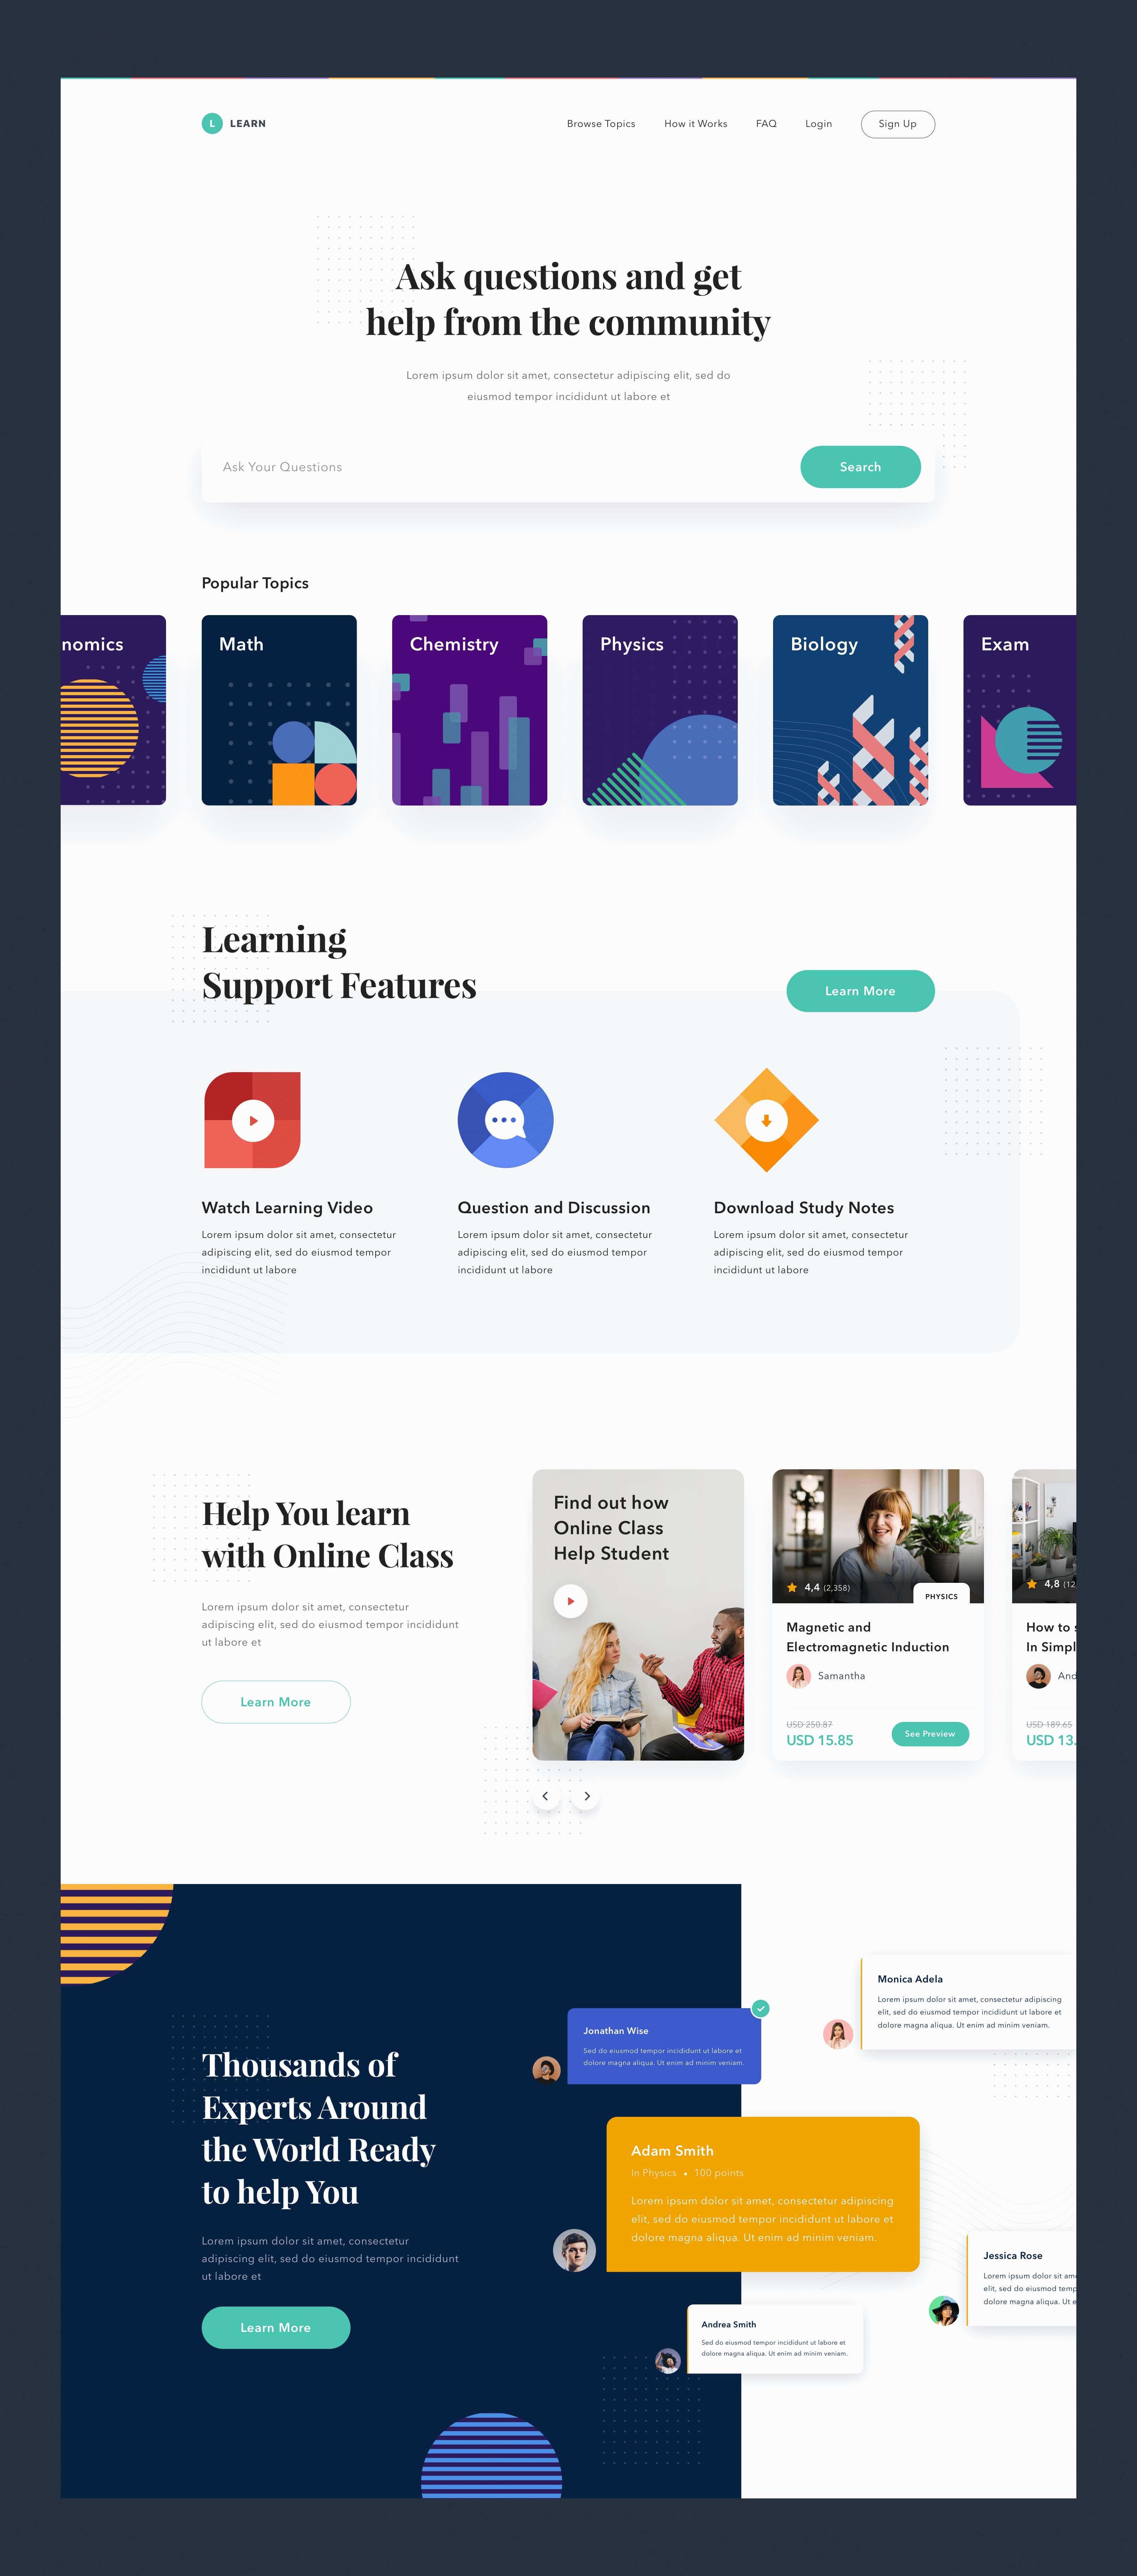 L LEARN
Browse Topics How it Works FAQ Login Sign Up
Ask questions and get
help from the community
Lorem ipsum dolor sit amet, consectetur adipiscing elit, sed do
eiusmod tempor incididunt ut labore et
Ask Your Questions Search
Popular Topics
nomics Math Chemistry Physics Biology Exam
Learning
Support Features
Learn More
Watch Learning Video
Lorem ipsum dolor sit amet, consectetur
adipiscing elit, sed do eiusmod tempor
incididunt ut labore
Question and Discussion
Lorem ipsum dolor sit amet, consectetur
adipiscing elit, sed do eiusmod tempor
incididunt ut labore
Download Study Notes
Lorem ipsum dolor sit amet, consectetur
adipiscing elit, sed do eiusmod tempor
incididunt ut labore
Help You learn
with Online Class
Lorem ipsum dolor sit amet, consectetur
adipiscing elit, sed do eiusmod tempor incididunt
ut labore et
Learn More
Find out how
Online Class
Help Student
4,4 (2,358)
PHYSICS
Magnetic and
Electromagnetic Induction
Samantha
USD 250.87
USD 15.85
See Preview
4,8 (12
How to s
In Simpl
And
USD 189.65
USD 13.
Thousands of
Experts Around
the World Ready
to help You
Lorem ipsum dolor sit amet, consectetur
adipiscing elit, sed do eiusmod tempor incididunt
ut labore et
Learn More
Monica Adela
Lorem ipsum dolor sit amet, consectetur adipiscing
elit, sed do eiusmod tempor incididunt ut labore et
dolore magna aliqua. Ut enim ad minim veniam.
Jonathan Wise
Sed do eiusmod tempor incididunt ut labore et
dolore magna aliqua. Ut enim ad minim veniam.
Adam Smith
In Physics • 100 points
Lorem ipsum dolor sit amet, consectetur adipiscing
elit, sed do eiusmod tempor incididunt ut labore et
dolore magna aliqua. Ut enim ad minim veniam.
Jessica Rose
Lorem ipsum dolor sit ame
elit, sed do eiusmod temp
dolore magna aliqua. Ut e
Andrea Smith
Sed do eiusmod tempor incididunt ut labore et
dolore magna aliqua. Ut enim ad minim veniam.